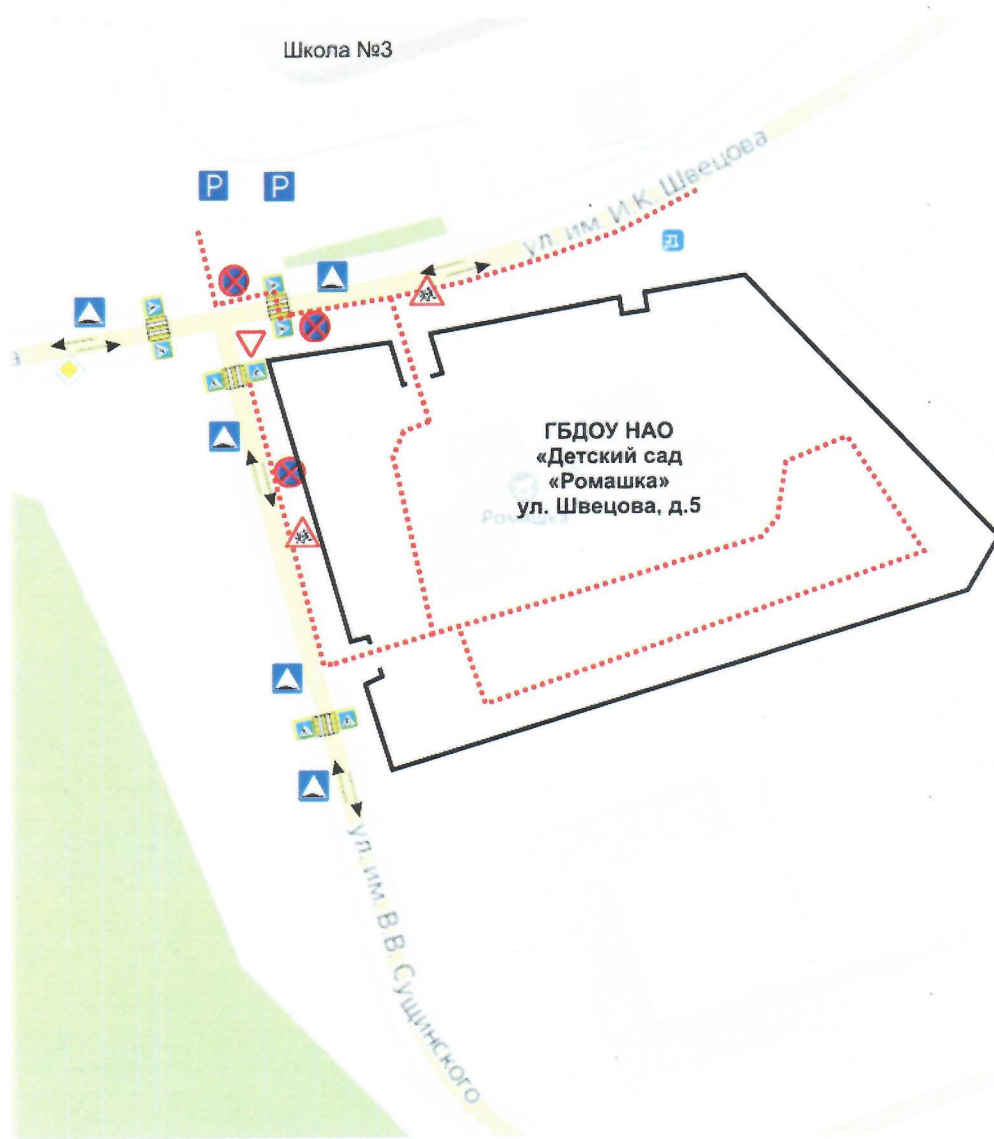 Школа №3
P
P
ул. им. И.К. Швецова
а
ГБДОУ НАО
«Детский сад
«Ромашка»
Ромашка
ул. Швецова, д.5
ул. им. В.В. Сущинского